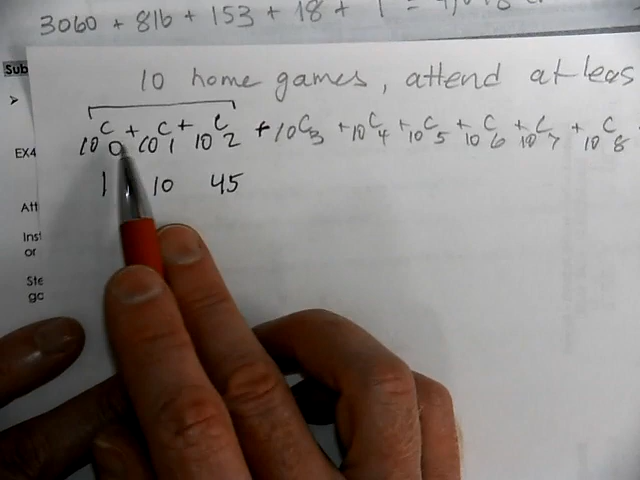 3060 + 816 + 153 + 18 + 1 =
Sub
10 home games, attend at leas
10C0 + 10C1 + 10C2 + 10C3 + 10C4 + 10C5 + 10C6 + 10C7 + 10C8
EX4
1 10 45
Att
Inst
or
Ste
gc